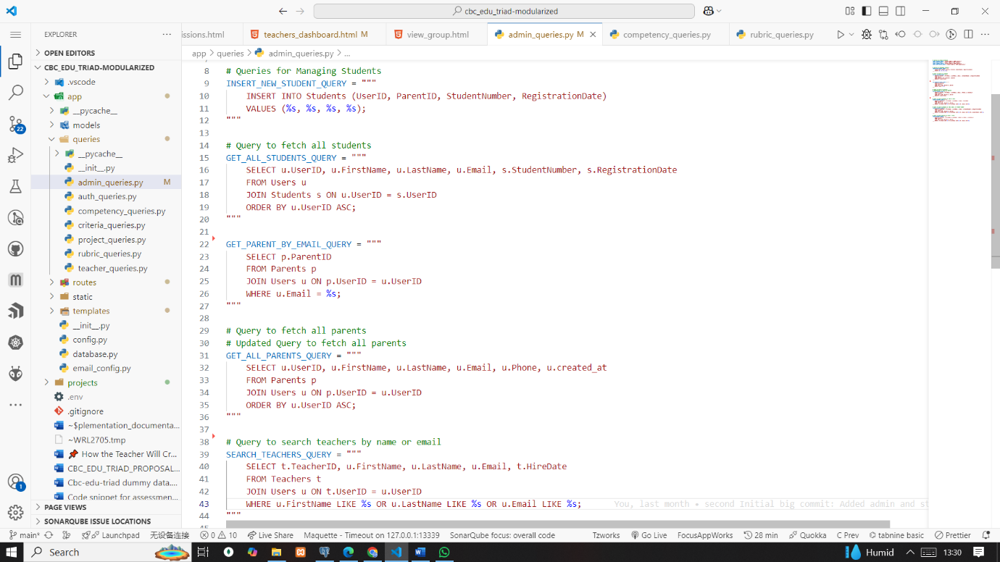 cbc_edu_triad-modularized
EXPLORER
OPEN EDITORS
CBC_EDU_TRIAD-MODULARIZED
.vscode
app
__pycache__
models
queries
__pycache__
__init__.py
admin_queries.py M
auth_queries.py
competency_queries.py
criteria_queries.py
project_queries.py
rubric_queries.py
teacher_queries.py
routes
static
templates
__init__.py
config.py
database.py
email_config.py
projects
.env
.gitignore
~$plementation_documenta...
~WRL2705.tmp
📌 How the Teacher Will Cr...
CBC_EDU_TRIAD_PROPOSAL...
Cbc-edu-triad dummy data....
Code snippet for assessmen...
PAGE VIEWS
SONARQUBE ISSUE LOCATIONS
22
1
issions.html teachers_dashboard.html M view_group.html admin_queries.py M competency_queries.py rubric_queries.py
app > queries > admin_queries.py > ...
8 # Queries for Managing Students
9 INSERT_NEW_STUDENT_QUERY = """
10 INSERT INTO Students (UserID, ParentID, StudentNumber, RegistrationDate)
11 VALUES (%s, %s, %s, %s);
12 """
13
14 # Query to fetch all students
15 GET_ALL_STUDENTS_QUERY = """
16 SELECT u.UserID, u.FirstName, u.LastName, u.Email, s.StudentNumber, s.RegistrationDate
17 FROM Users u
18 JOIN Students s ON u.UserID = s.UserID
19 ORDER BY u.UserID ASC;
20 """
21
22 GET_PARENT_BY_EMAIL_QUERY = """
23 SELECT p.ParentID
24 FROM Parents p
25 JOIN Users u ON p.UserID = u.UserID
26 WHERE u.Email = %s;
27 """
28
29 # Query to fetch all parents
30 # Updated Query to fetch all parents
31 GET_ALL_PARENTS_QUERY = """
32 SELECT u.UserID, u.FirstName, u.LastName, u.Email, u.Phone, u.created_at
33 FROM Parents p
34 JOIN Users u ON p.UserID = u.UserID
35 ORDER BY u.UserID ASC;
36 """
37
38 # Query to search teachers by name or email
39 SEARCH_TEACHERS_QUERY = """
40 SELECT t.TeacherID, u.FirstName, u.LastName, u.Email, t.HireDate
41 FROM Teachers t
42 JOIN Users u ON t.UserID = u.UserID
43 WHERE u.FirstName LIKE %s OR u.LastName LIKE %s OR u.Email LIKE %s; You, last month • second Initial big commit: Added admin and st
44 """
main* Launchpad 无设备连接 0 10 Live Share Maquette - Timeout on 127.0.0.1:13339 SonarQube focus: overall code Tzworks Go Live FocusAppWorks 28 min Quokka C Prev tabnine basic Prettier
Search Humid 13:30